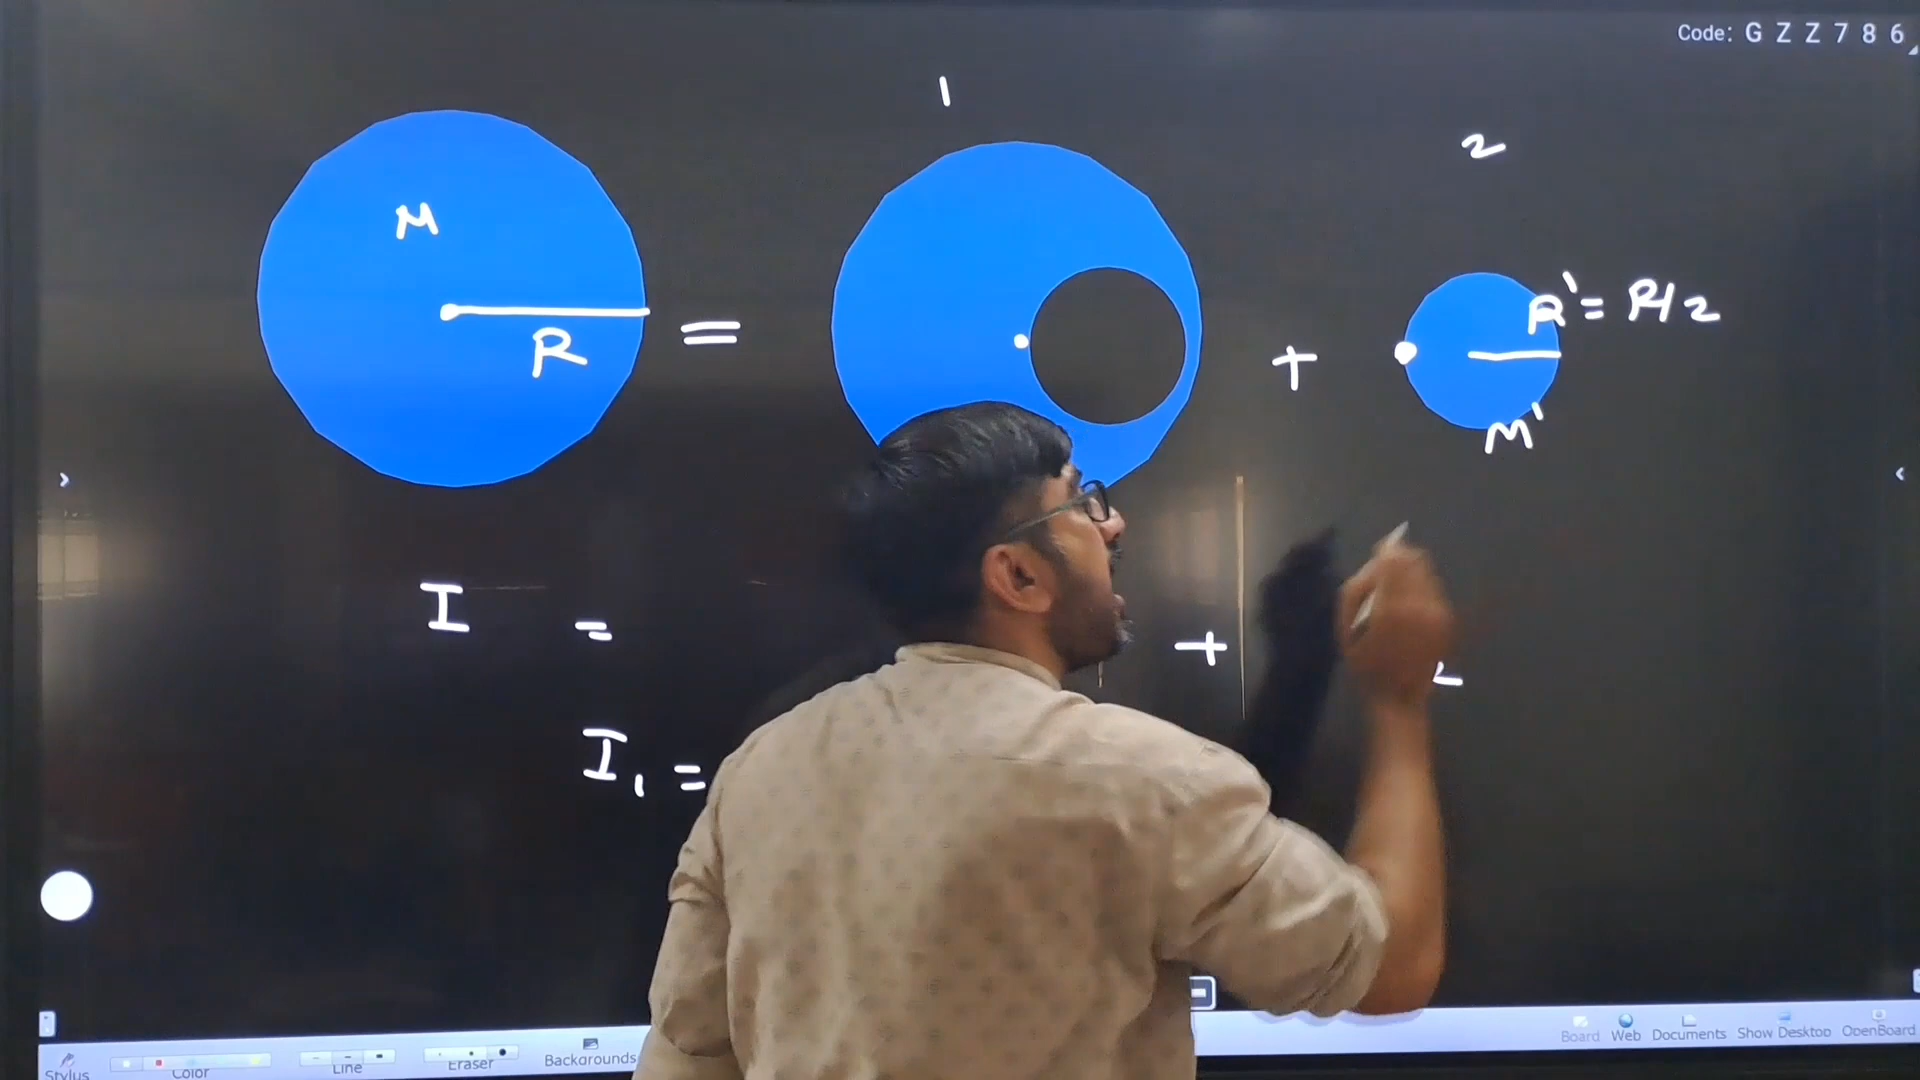 Code: G Z Z 7 8 6
1
2
M
R
=
+
R' = R/2
M'
I = +
I₁ =
Stylus
Color
Line
Eraser
Backgrounds
Board
Web
Documents
Show Desktop
OpenBoard